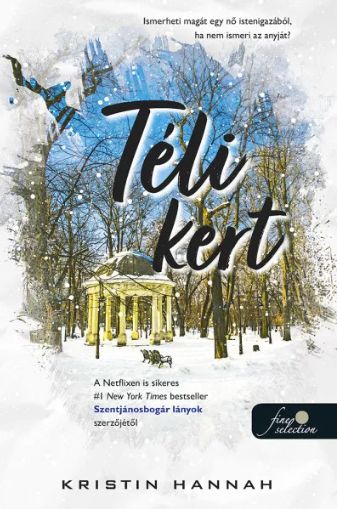 Ismerheti magát egy nő istenigazából,
ha nem ismeri az anyját?
Téli
kert
A Netflixen is sikeres
#1 New York Times bestseller
Szentjánosbogár lányok
szerzőjétől
fine
selection
KRISTIN HANNAH